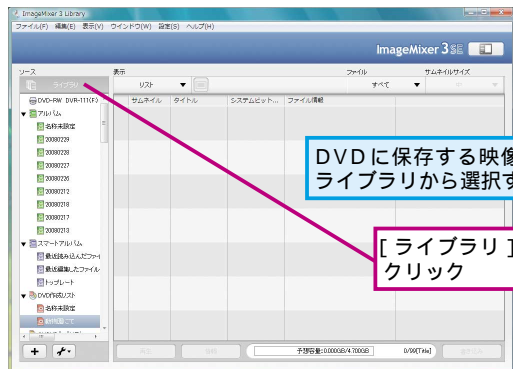 ImageMixer 3 Library
ファイル(F) 編集(E) 表示(V) ウインドウ(W) 設定(S) ヘルプ(H)
ImageMixer 3 SE
ソース 表示 ファイル サムネイルサイズ
ライブラリ リスト すべて
DVD-RW DVR-111(F) サムネイル タイトル システムビット... ファイル情報
アルバム
名称未設定
20080229
20080228
20080227
20080226
20080212
20080218
20080217
20080213
スマートアルバム
最近読み込んだファイ
最近編集したファイル
トップレート
DVD作成リスト
名称未設定
動物園にて
DVDに保存する映像
ライブラリから選択す
[ライブラリ]
クリック
予想容量:0.000GB/4.700GB 0/99[Title]